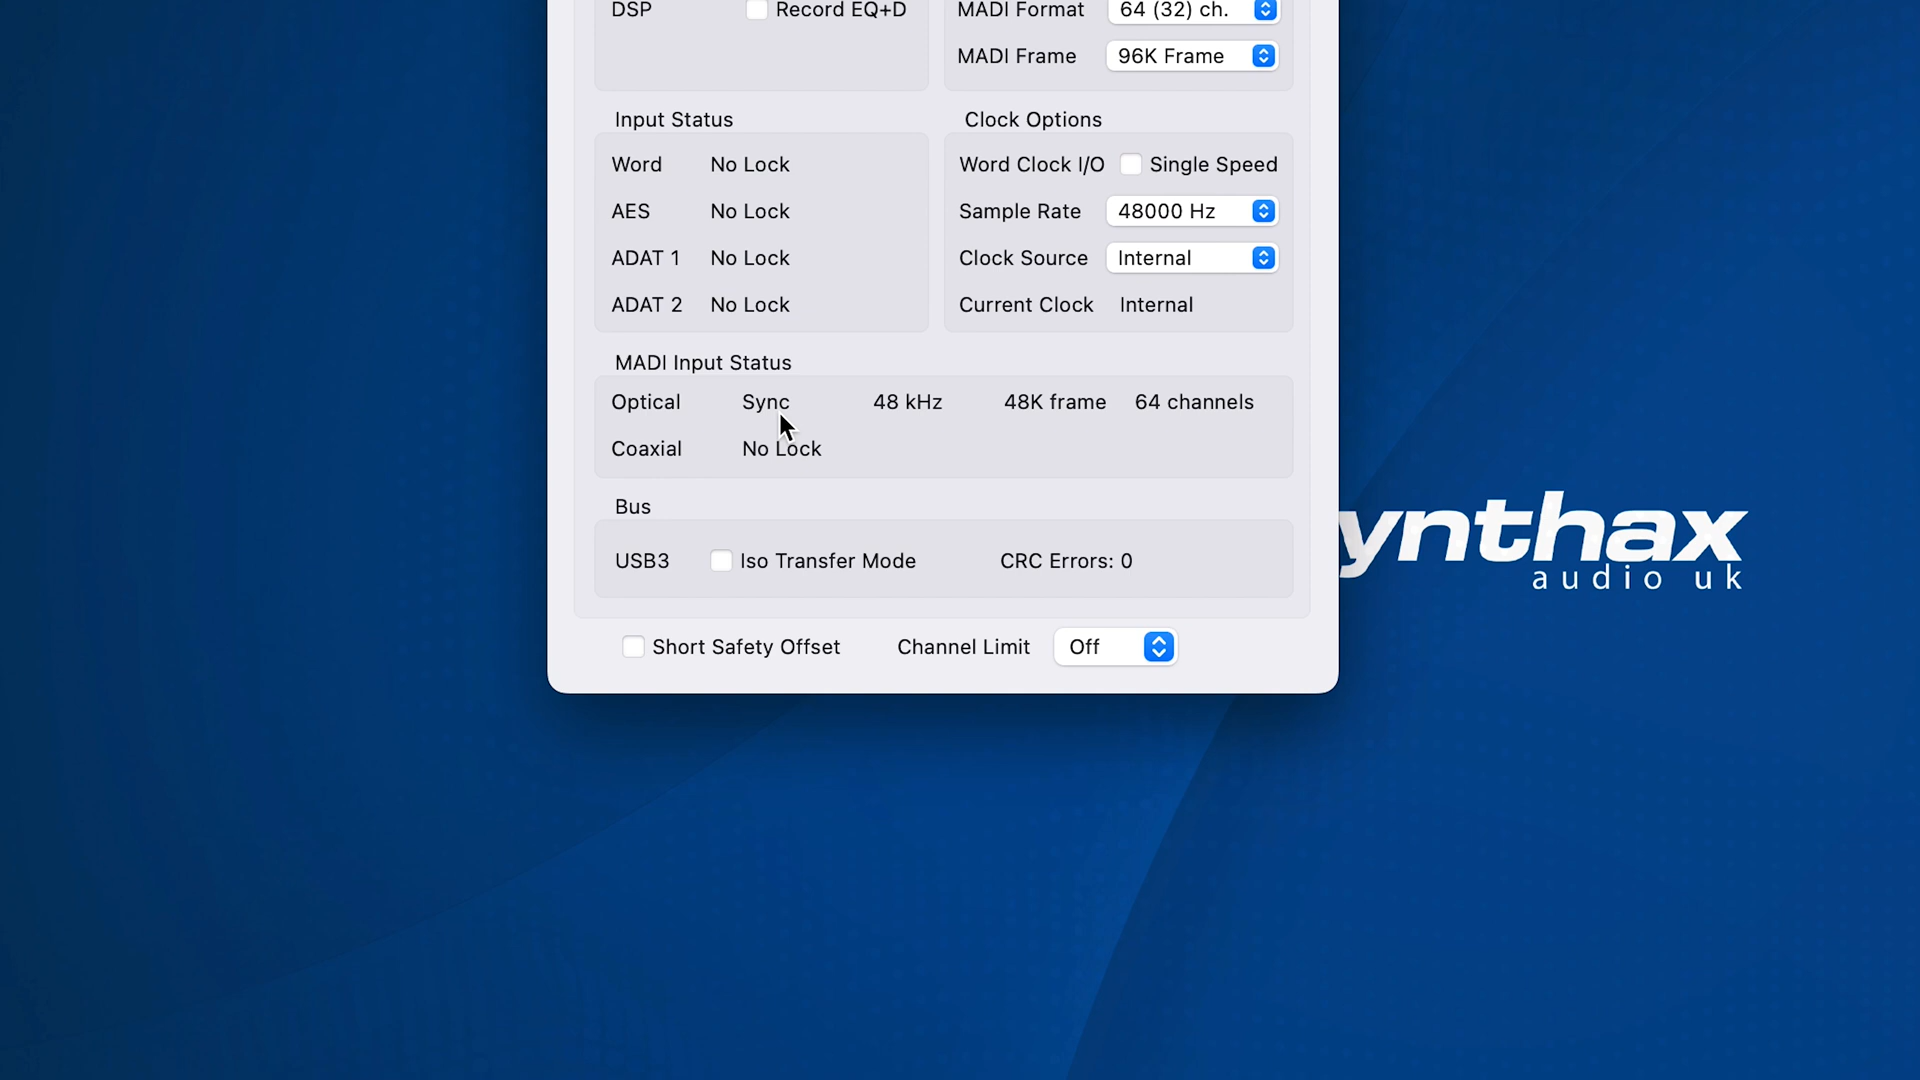 DSP Record EQ+D MADI Format 64 (32) ch.
MADI Frame 96K Frame
Input Status Clock Options
Word No Lock Word Clock I/O Single Speed
AES No Lock Sample Rate 48000 Hz
ADAT 1 No Lock Clock Source Internal
ADAT 2 No Lock Current Clock Internal
MADI Input Status
Optical Sync 48 kHz 48K frame 64 channels
Coaxial No Lock
Bus
USB3 Iso Transfer Mode CRC Errors: 0
Short Safety Offset Channel Limit Off
ynthax
audio uk